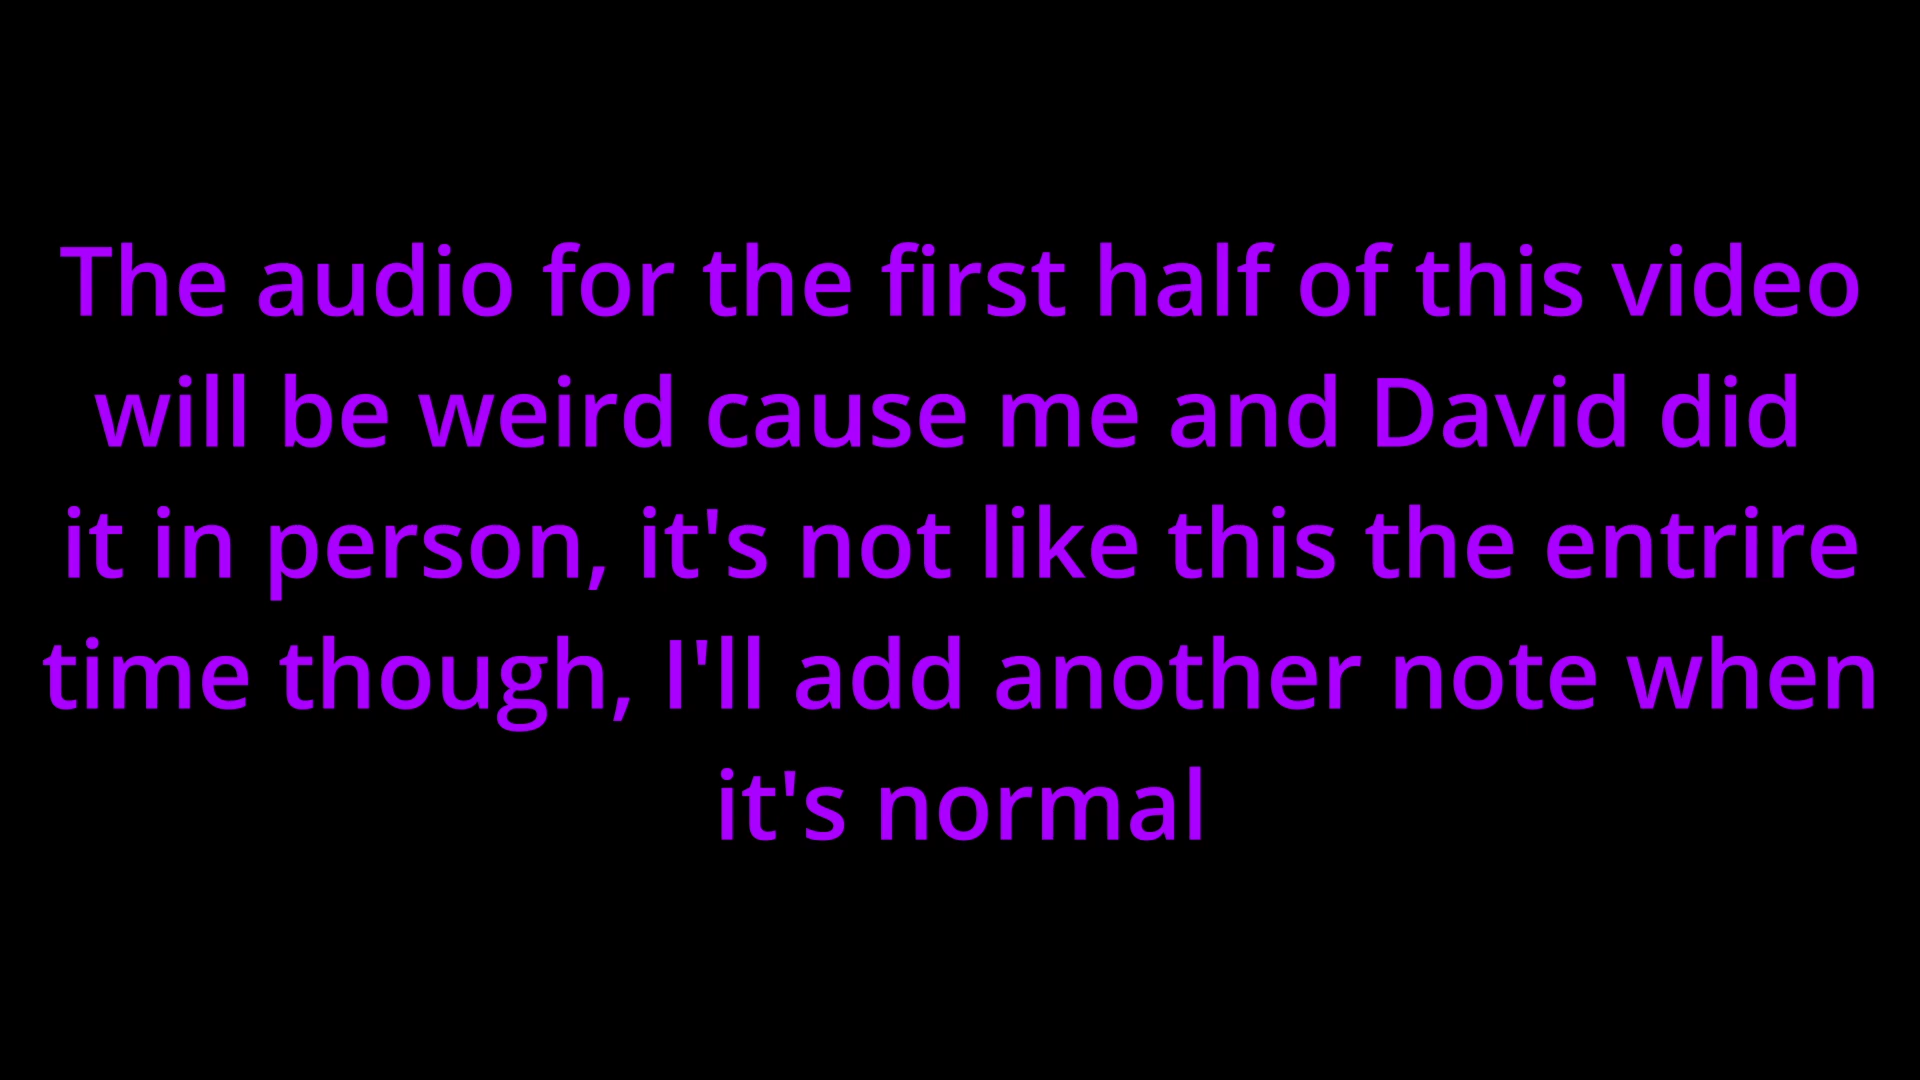 The audio for the first half of this video
will be weird cause me and David did
it in person, it's not like this the entrire
time though, I'll add another note when
it's normal